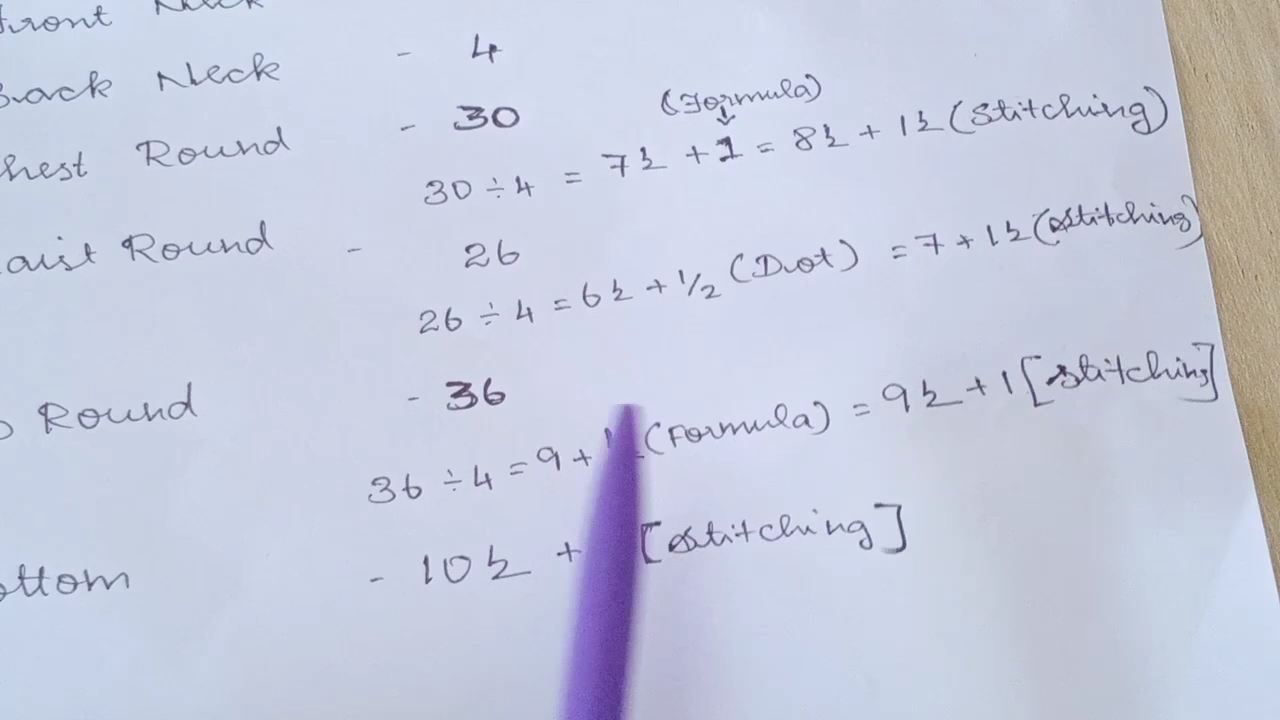 Front Neck
Back Neck - 4
Chest Round - 30
(Formula)
30 ÷ 4 = 7½ + 1 = 8½ + 1½ (Stitching)
Waist Round - 26
26 ÷ 4 = 6½ + 1/2 (Dot) = 7 + 1½ (Stitching)
Round - 36
36 ÷ 4 = 9 + (Formula) = 9½ + 1 [Stitching]
Bottom - 10½ + [Stitching]